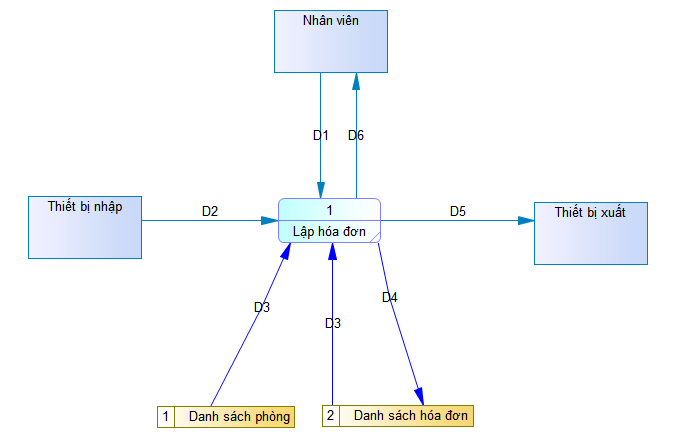 Nhân viên
D1
D6
Thiết bị nhập
D2
1
Lập hóa đơn
D5
Thiết bị xuất
D3
D3
D4
1 Danh sách phòng
2 Danh sách hóa đơn